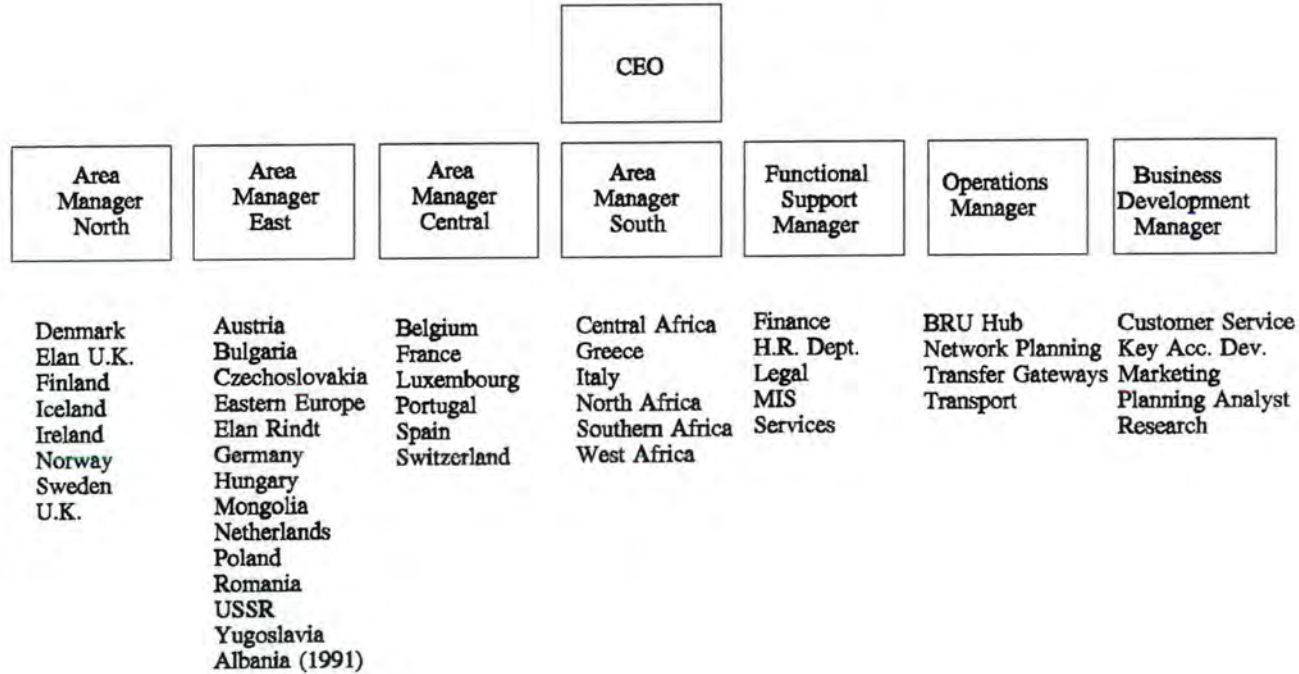 CEO
Area
Manager
North
Area
Manager
East
Area
Manager
Central
Area
Manager
South
Functional
Support
Manager
Operations
Manager
Business
Development
Manager
Denmark
Elan U.K.
Finland
Iceland
Ireland
Norway
Sweden
U.K.
Austria
Bulgaria
Czechoslovakia
Eastern Europe
Elan Rindt
Germany
Hungary
Mongolia
Netherlands
Poland
Romania
USSR
Yugoslavia
Albania (1991)
Belgium
France
Luxembourg
Portugal
Spain
Switzerland
Central Africa
Greece
Italy
North Africa
Southern Africa
West Africa
Finance
H.R. Dept.
Legal
MIS
Services
BRU Hub
Network Planning
Transfer Gateways
Transport
Customer Service
Key Acc. Dev.
Marketing
Planning Analyst
Research